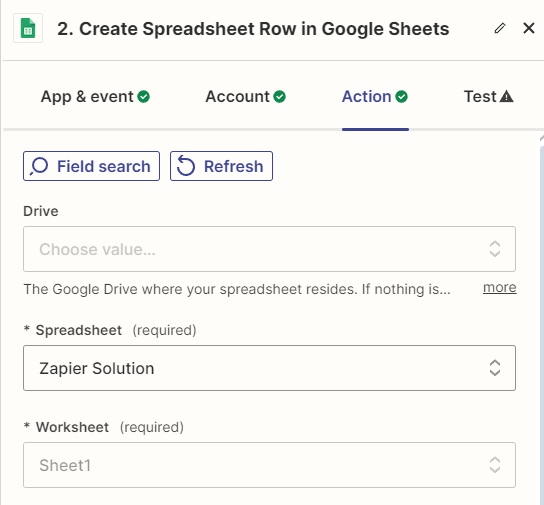 2. Create Spreadsheet Row in Google Sheets
App & event Account Action Test
Field search Refresh
Drive
Choose value...
The Google Drive where your spreadsheet resides. If nothing is... more
* Spreadsheet (required)
Zapier Solution
* Worksheet (required)
Sheet1